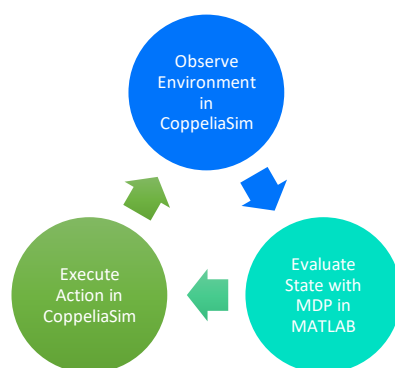 Observe
Environment
in
CoppeliaSim
Evaluate
State with
MDP in
MATLAB
Execute
Action in
CoppeliaSim